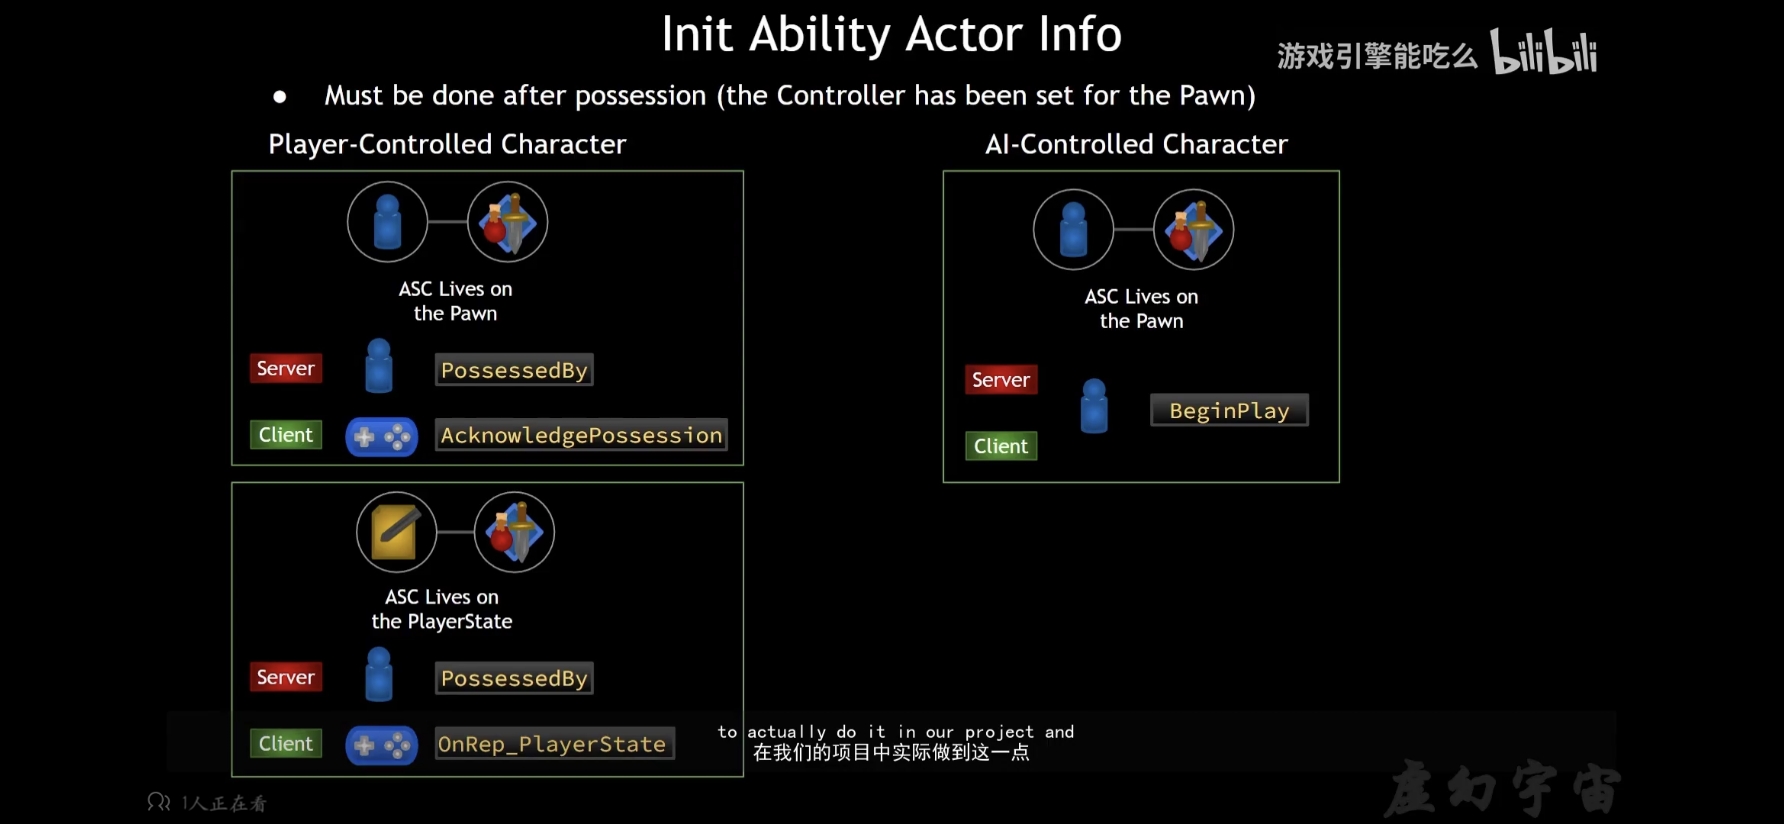 Init Ability Actor Info
游戏引擎能吃么 bilibili
● Must be done after possession (the Controller has been set for the Pawn)
Player-Controlled Character
ASC Lives on
the Pawn
Server
PossessedBy
Client
AcknowledgePossession
ASC Lives on
the PlayerState
Server
PossessedBy
Client
OnRep_PlayerState
AI-Controlled Character
ASC Lives on
the Pawn
Server
BeginPlay
Client
to actually do it in our project and
在我们的项目中实际做到这一点
1人正在看
虚幻宇宙